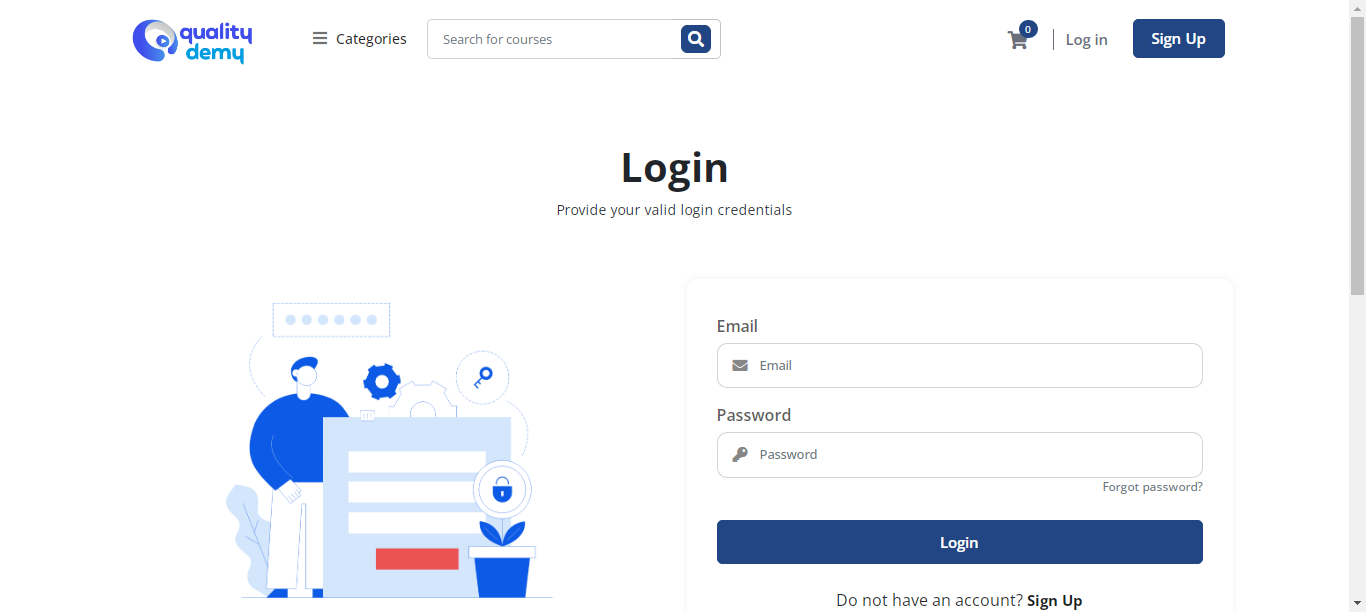 quality
demy
Categories
Search for courses
0
Log in
Sign Up
Login
Provide your valid login credentials
Email
Email
Password
Password
Forgot password?
Login
Do not have an account? Sign Up